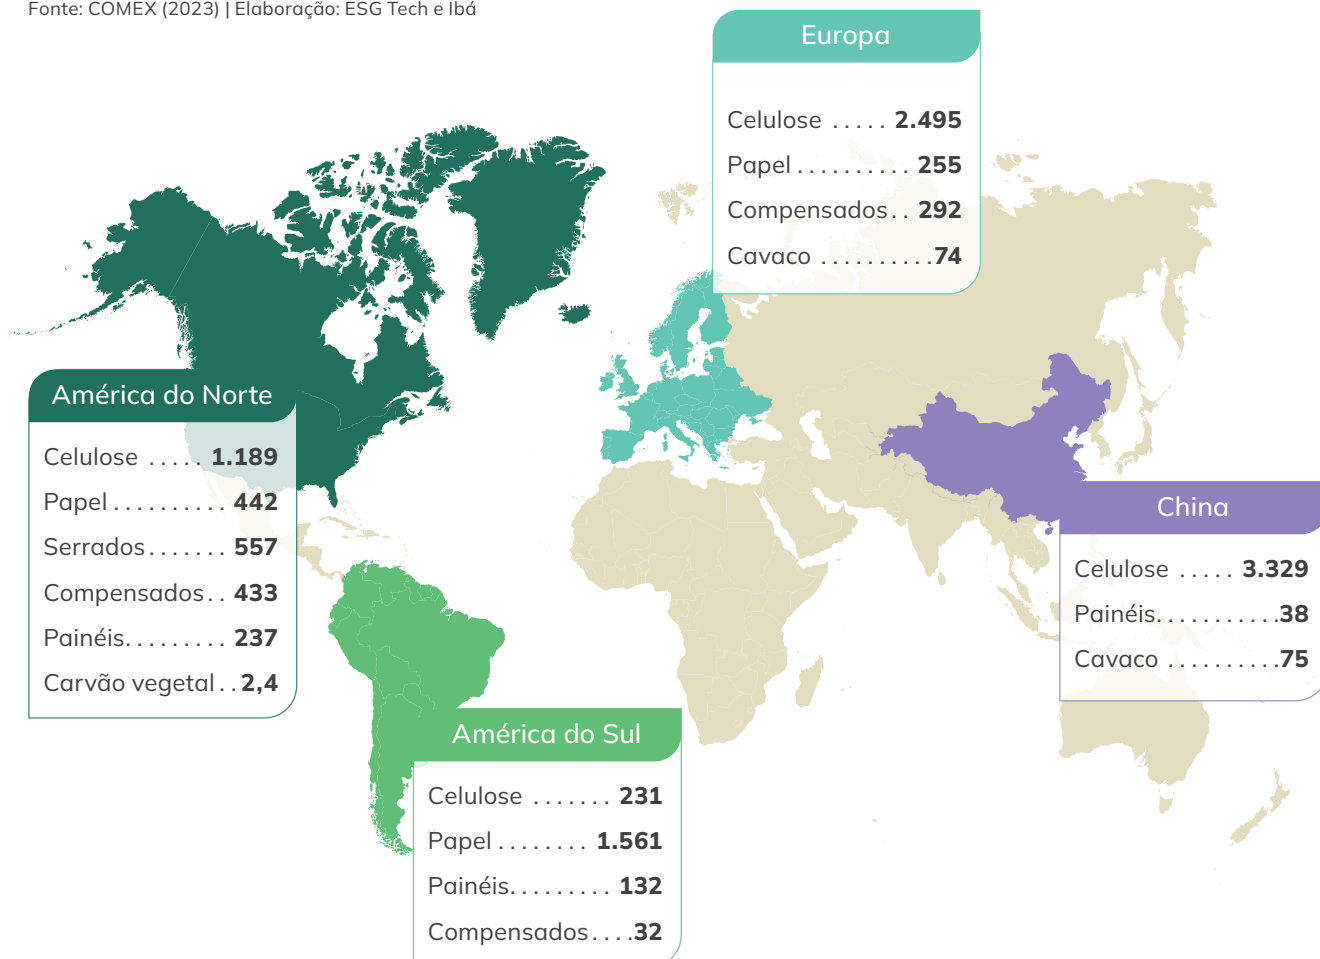 Fonte: COMEX (2023) | Elaboração: ESG Tech e Ibá
Europa
Celulose ..... 2.495
Papel .......... 255
Compensados.. 292
Cavaco ..........74
América do Norte
Celulose ..... 1.189
Papel .......... 442
Serrados....... 557
Compensados.. 433
Painéis......... 237
Carvão vegetal..2,4
China
Celulose ..... 3.329
Painéis...........38
Cavaco ..........75
América do Sul
Celulose ....... 231
Papel ........ 1.561
Painéis......... 132
Compensados....32